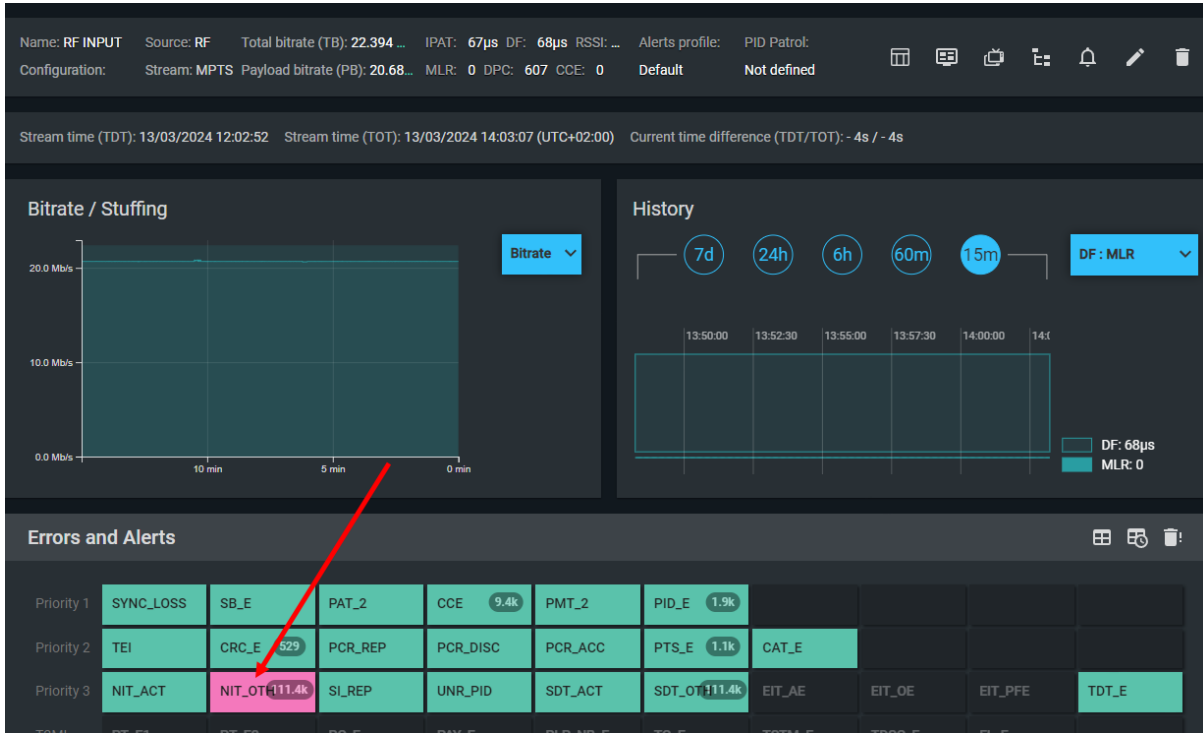 Name: RF INPUT Source: RF Total bitrate (TB): 22.394 ... IPAT: 67µs DF: 68µs RSSI: ... Alerts profile: PID Patrol:
Configuration: Stream: MPTS Payload bitrate (PB): 20.68... MLR: 0 DPC: 607 CCE: 0 Default Not defined
Stream time (TDT): 13/03/2024 12:02:52 Stream time (TOT): 13/03/2024 14:03:07 (UTC+02:00) Current time difference (TDT/TOT): - 4s / - 4s
Bitrate / Stuffing
Bitrate
20.0 Mb/s
10.0 Mb/s
0.0 Mb/s
10 min 5 min 0 min
History
7d 24h 6h 60m 15m DF : MLR
13:50:00 13:52:30 13:55:00 13:57:30 14:00:00
DF: 68µs
MLR: 0
Errors and Alerts
Priority 1 SYNC_LOSS SB_E PAT_2 CCE 9.4k PMT_2 PID_E 1.9k
Priority 2 TEI CRC_E 529 PCR_REP PCR_DISC PCR_ACC PTS_E 1.1k CAT_E
Priority 3 NIT_ACT NIT_OTH 111.4k SI_REP UNR_PID SDT_ACT SDT_OTH 111.4k EIT_AE EIT_OE EIT_PFE TDT_E